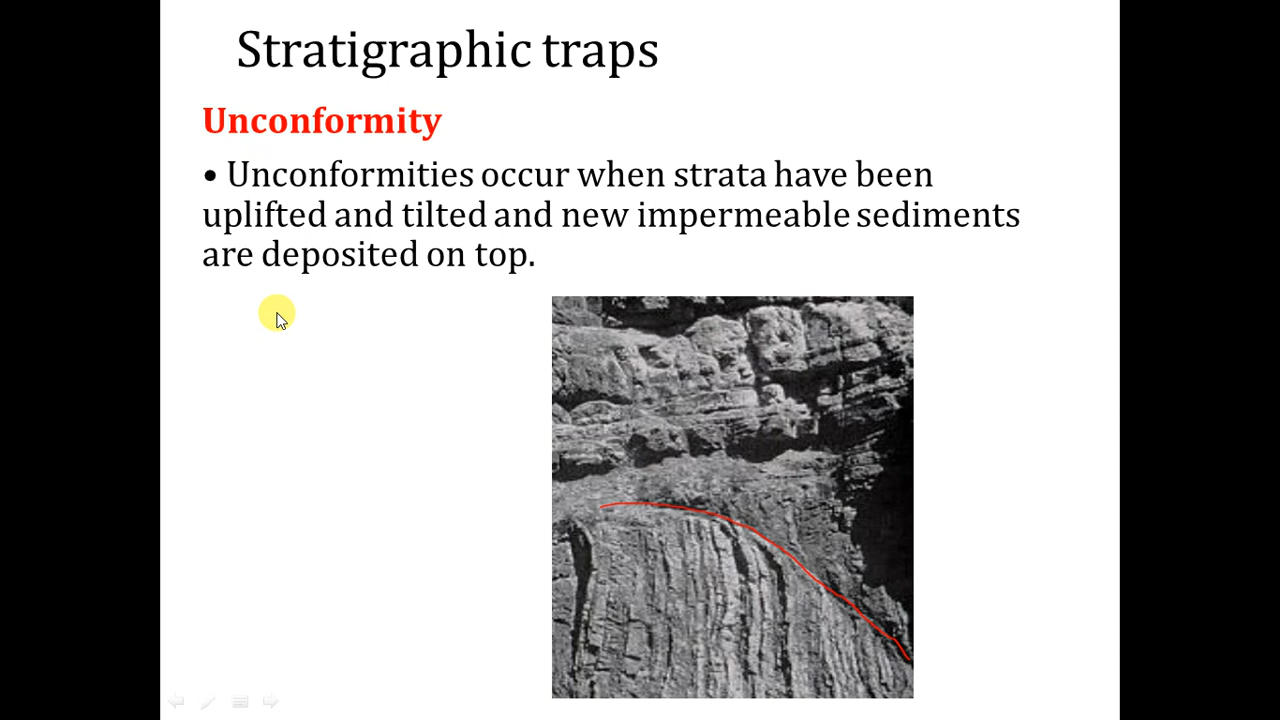 Stratigraphic traps
Unconformity
• Unconformities occur when strata have been
uplifted and tilted and new impermeable sediments
are deposited on top.